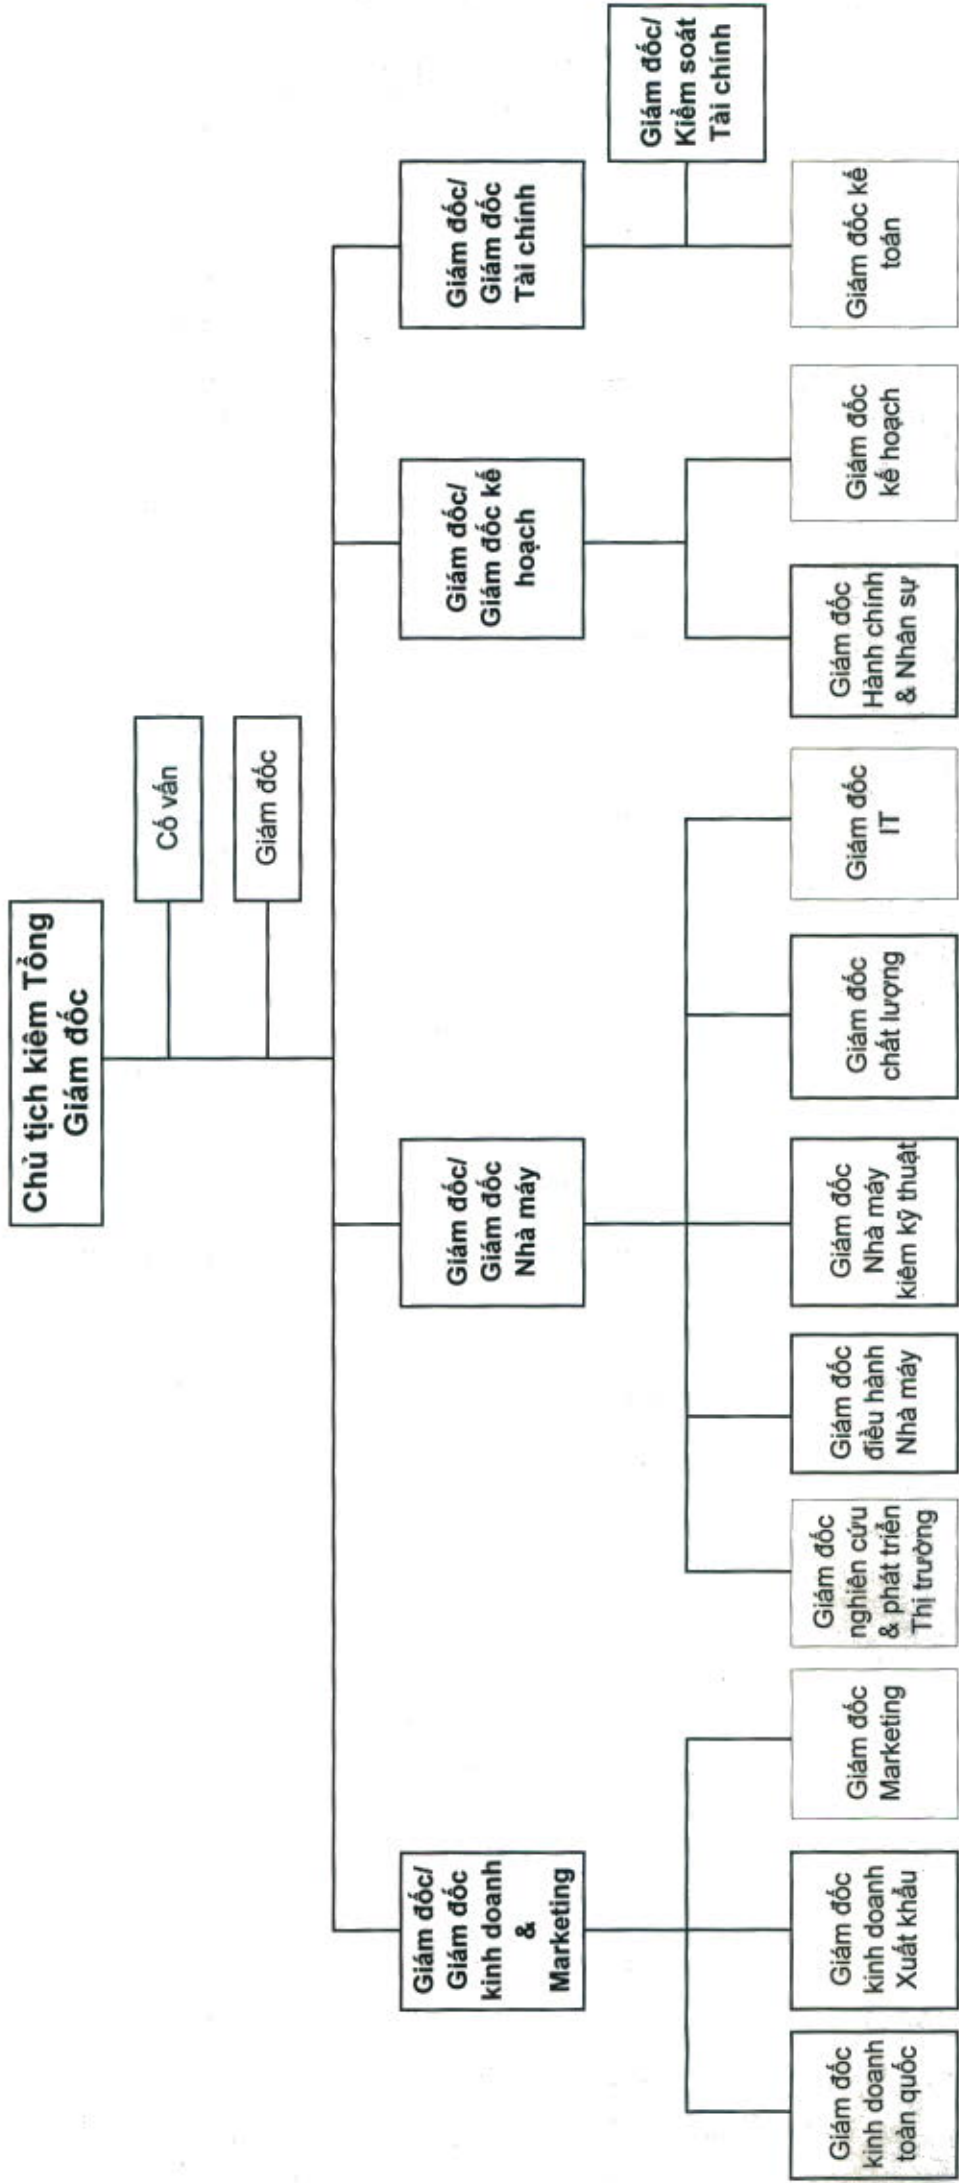 Chủ tịch kiêm Tổng
Giám đốc
Cố vấn
Giám đốc
Giám đốc/
Giám đốc
kinh doanh
&
Marketing
Giám đốc/
Giám đốc
Nhà máy
Giám đốc/
Giám đốc kế
hoạch
Giám đốc/
Giám đốc
Tài chính
Giám đốc/
Kiểm soát
Tài chính
Giám đốc
kinh doanh
toàn quốc
Giám đốc
kinh doanh
Xuất khẩu
Giám đốc
Marketing
Giám đốc
nghiên cứu
& phát triển
Thị trường
Giám đốc
điều hành
Nhà máy
Giám đốc
Nhà máy
kiêm kỹ thuật
Giám đốc
chất lượng
Giám đốc
IT
Giám đốc
Hành chính
& Nhân sự
Giám đốc
kế hoạch
Giám đốc kế
toán